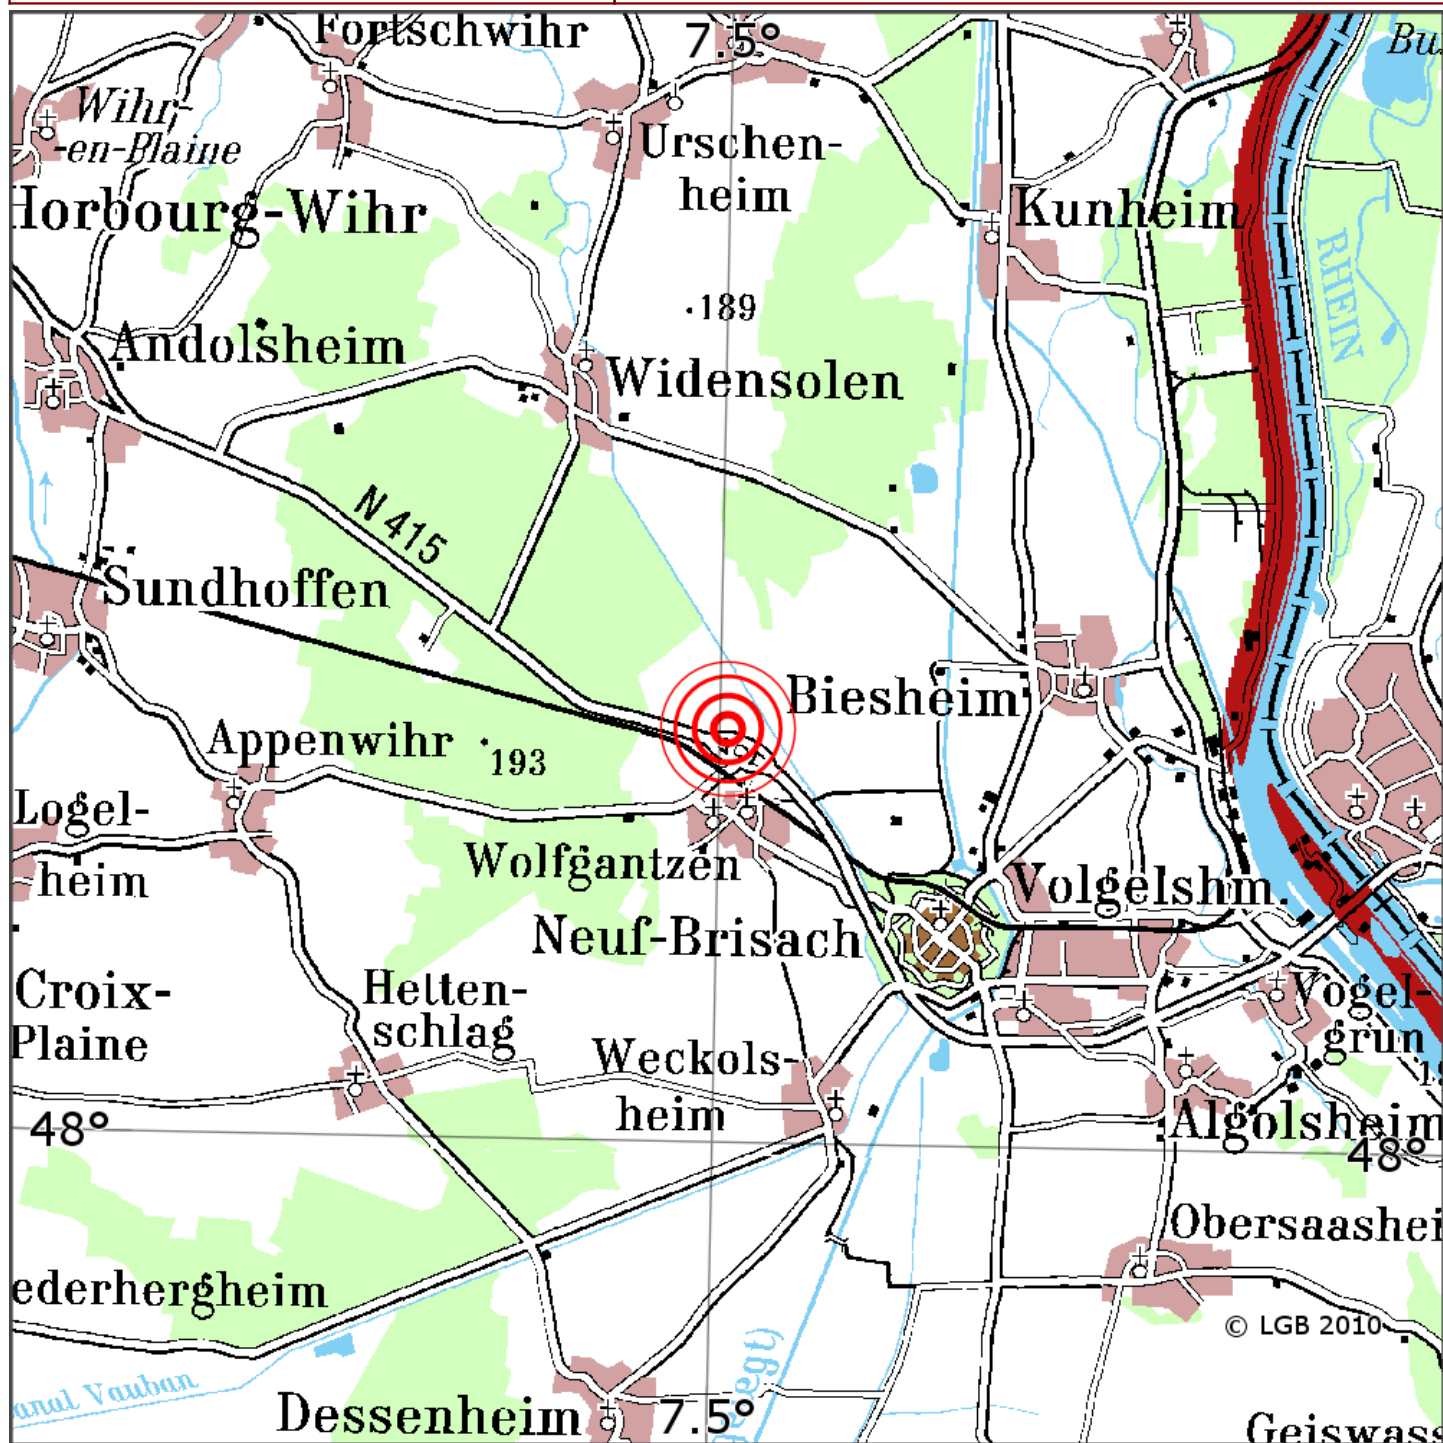 Fortschwihr
7.5°
Wihr-
-en-Plaine
Urschen-
heim
Horbourg-Wihr
Kunheim
RHEIN
189
Andolsheim
Widensolen
N 415
Sundhoffen
Biesheim
Appenwihr
193
Logel-
heim
Wolfgantzen
Volgelshm.
Neuf-Brisach
Croix-
Plaine
Hetten-
schlag
Vogel-
grun
Weckols-
heim
48°
Algolsheim
48°
Obersaashei
ederhergheim
© LGB 2010
anal Vauban
Dessenheim
7.5°
Geiswass